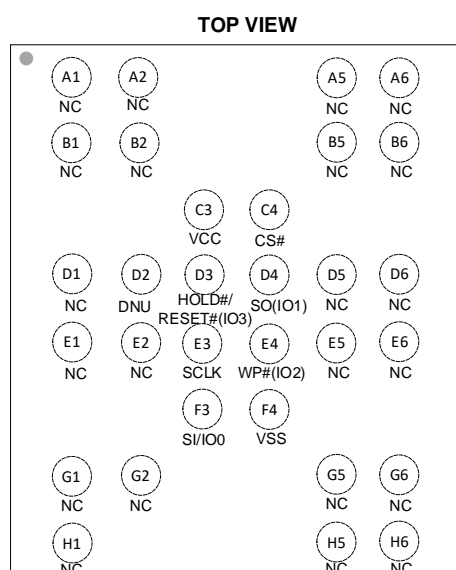 TOP VIEW
A1 A2 A5 A6
NC NC NC NC
B1 B2 B5 B6
NC NC NC NC
C3 C4
VCC CS#
D1 D2 D3 D4 D5 D6
NC DNU HOLD#/ SO(IO1) NC NC
RESET#(IO3)
E1 E2 E3 E4 E5 E6
NC NC SCLK WP#(IO2) NC NC
F3 F4
SI/IO0 VSS
G1 G2 G5 G6
NC NC NC NC
H1 H5 H6
NC NC NC